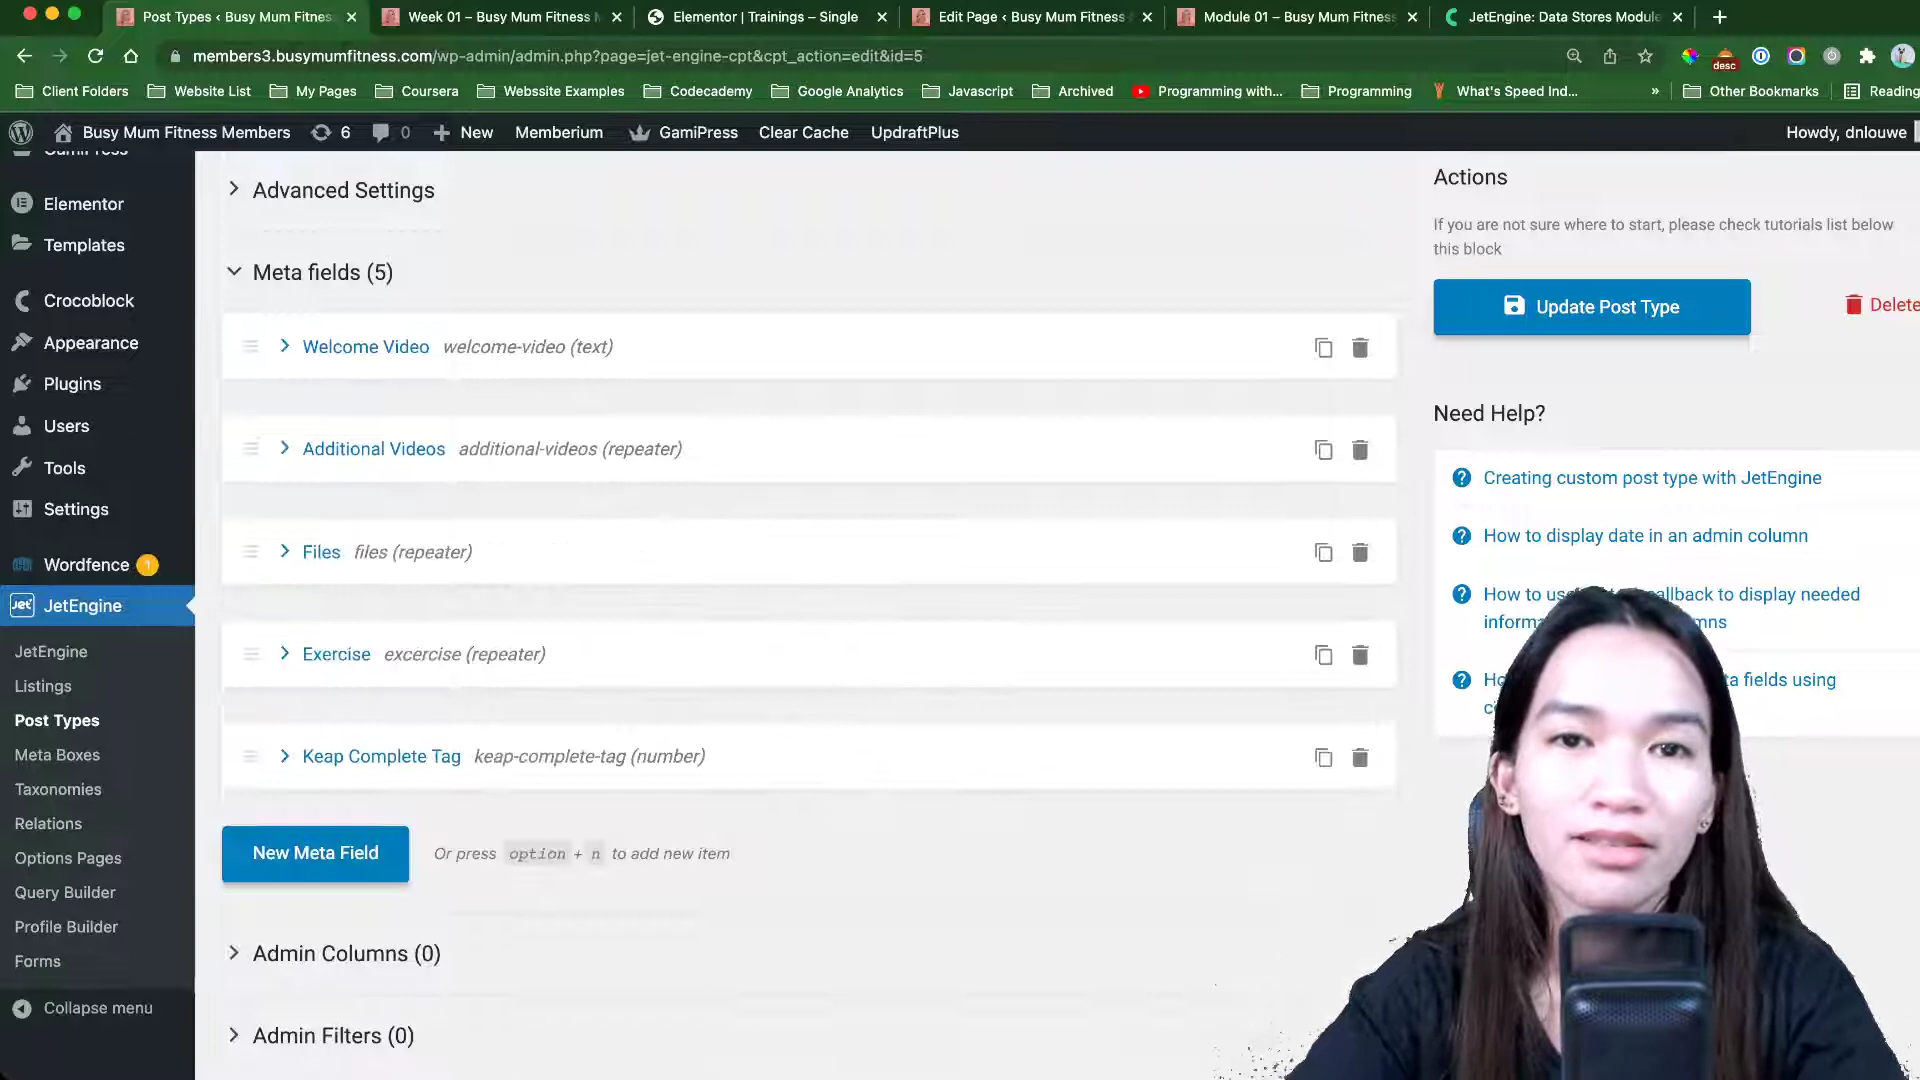 Post Types ‹ Busy Mum Fitness
Week 01 – Busy Mum Fitness
Elementor | Trainings – Single
Edit Page ‹ Busy Mum Fitness
Module 01 – Busy Mum Fitness
JetEngine: Data Stores Module
members3.busymumfitness.com/wp-admin/admin.php?page=jet-engine-cpt&cpt_action=edit&id=5
desc
Client Folders
Website List
My Pages
Coursera
Webssite Examples
Codecademy
Google Analytics
Javascript
Archived
Programming with...
Programming
What's Speed Ind...
»
Other Bookmarks
Reading
Busy Mum Fitness Members
6
0
New
Memberium
GamiPress
Clear Cache
UpdraftPlus
Howdy, dnlouwe
GamiPress
Elementor
Templates
Crocoblock
Appearance
Plugins
Users
Tools
Settings
Wordfence 1
JetEngine
JetEngine
Listings
Post Types
Meta Boxes
Taxonomies
Relations
Options Pages
Query Builder
Profile Builder
Forms
Collapse menu
Advanced Settings
Meta fields (5)
Welcome Video welcome-video (text)
Additional Videos additional-videos (repeater)
Files files (repeater)
Exercise excercise (repeater)
Keap Complete Tag keap-complete-tag (number)
New Meta Field Or press option + n to add new item
Admin Columns (0)
Admin Filters (0)
Actions
If you are not sure where to start, please check tutorials list below
this block
Update Post Type
Delete
Need Help?
Creating custom post type with JetEngine
How to display date in an admin column
How to display needed
ta fields using